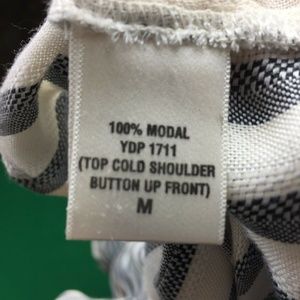 100% MODAL
YDP 1711
(TOP COLD SHOULDER
BUTTON UP FRONT)
M